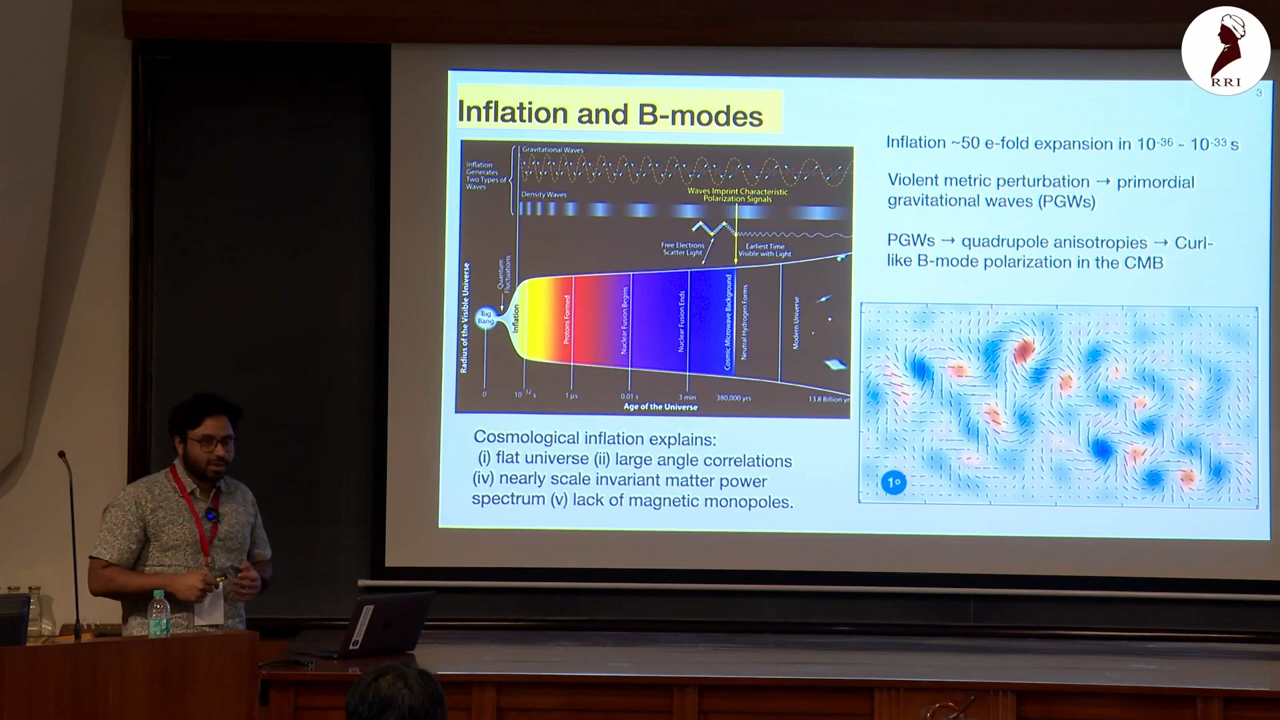 RRI
3
Inflation and B-modes
Inflation ~50 e-fold expansion in 10⁻³⁶ - 10⁻³³ s
Violent metric perturbation → primordial
gravitational waves (PGWs)
PGWs → quadrupole anisotropies → Curl-
like B-mode polarization in the CMB
Gravitational Waves
Inflation
Generates
Two Types of
Waves
Density Waves
Waves Imprint Characteristic
Polarization Signals
Free Electrons
Scatter Light
Earliest Time
Visible with Light
Radius of the Visible Universe
Quantum
Fluctuations
Big
Bang
Inflation
Protons Formed
Nuclear Fusion Begins
Nuclear Fusion Ends
Cosmic Microwave Background
Neutral Hydrogen Forms
Modern Universe
0
1 µs
0.01 s
3 min
380,000 yrs
13.8 Billion yr
Age of the Universe
1°
Cosmological inflation explains:
(i) flat universe (ii) large angle correlations
(iv) nearly scale invariant matter power
spectrum (v) lack of magnetic monopoles.